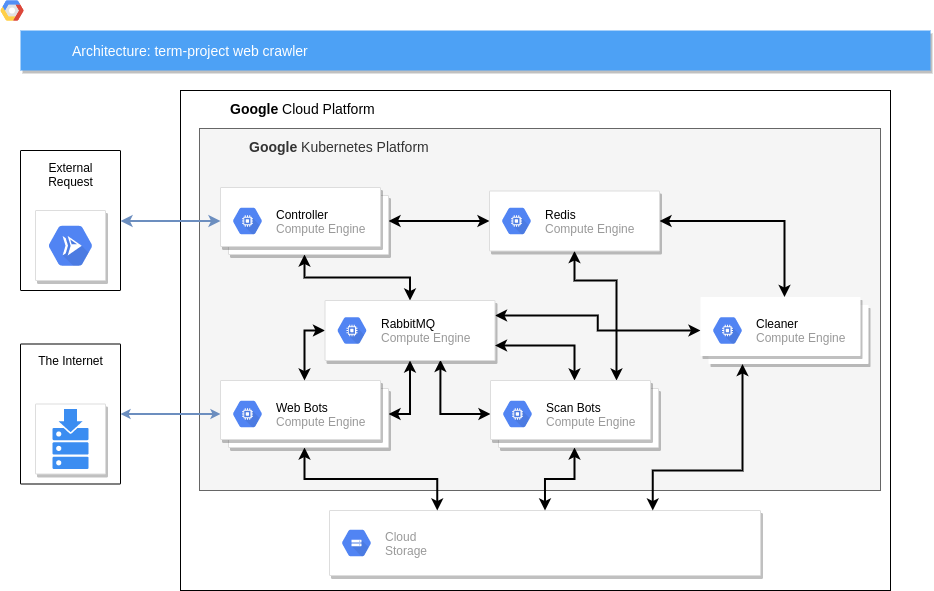 Architecture: term-project web crawler
Google Cloud Platform
Google Kubernetes Platform
External
Request
Controller
Compute Engine
Redis
Compute Engine
RabbitMQ
Compute Engine
Cleaner
Compute Engine
The Internet
Web Bots
Compute Engine
Scan Bots
Compute Engine
Cloud
Storage